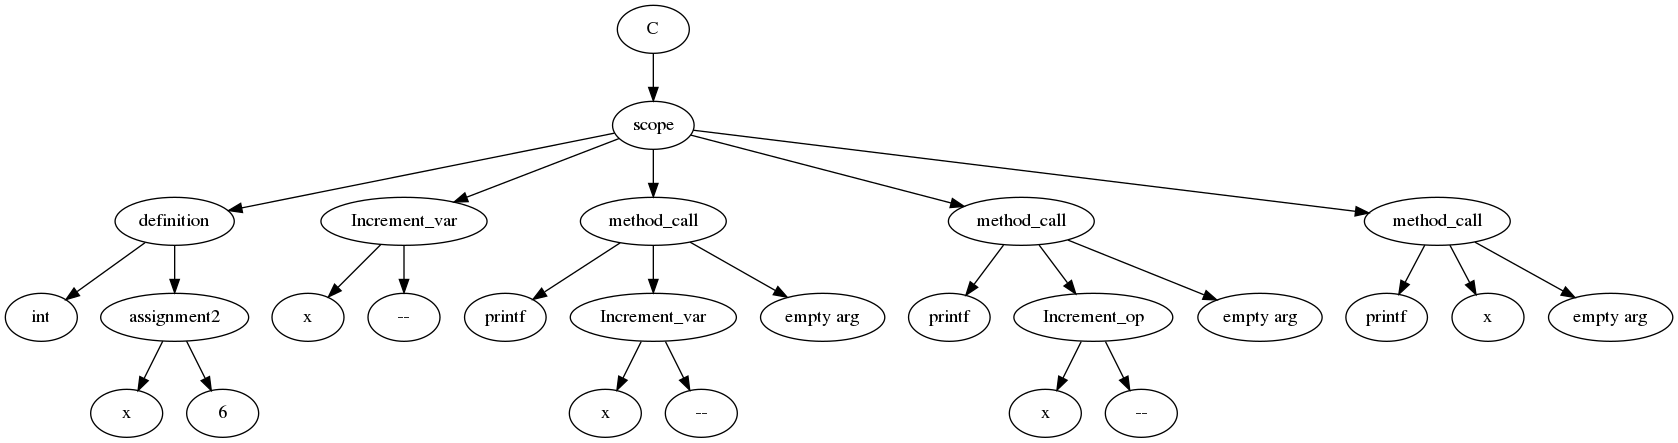 C
scope
definition
Increment_var
method_call
method_call
method_call
int
assignment2
x
--
printf
Increment_var
empty arg
printf
Increment_op
empty arg
printf
x
empty arg
x
6
x
--
x
--